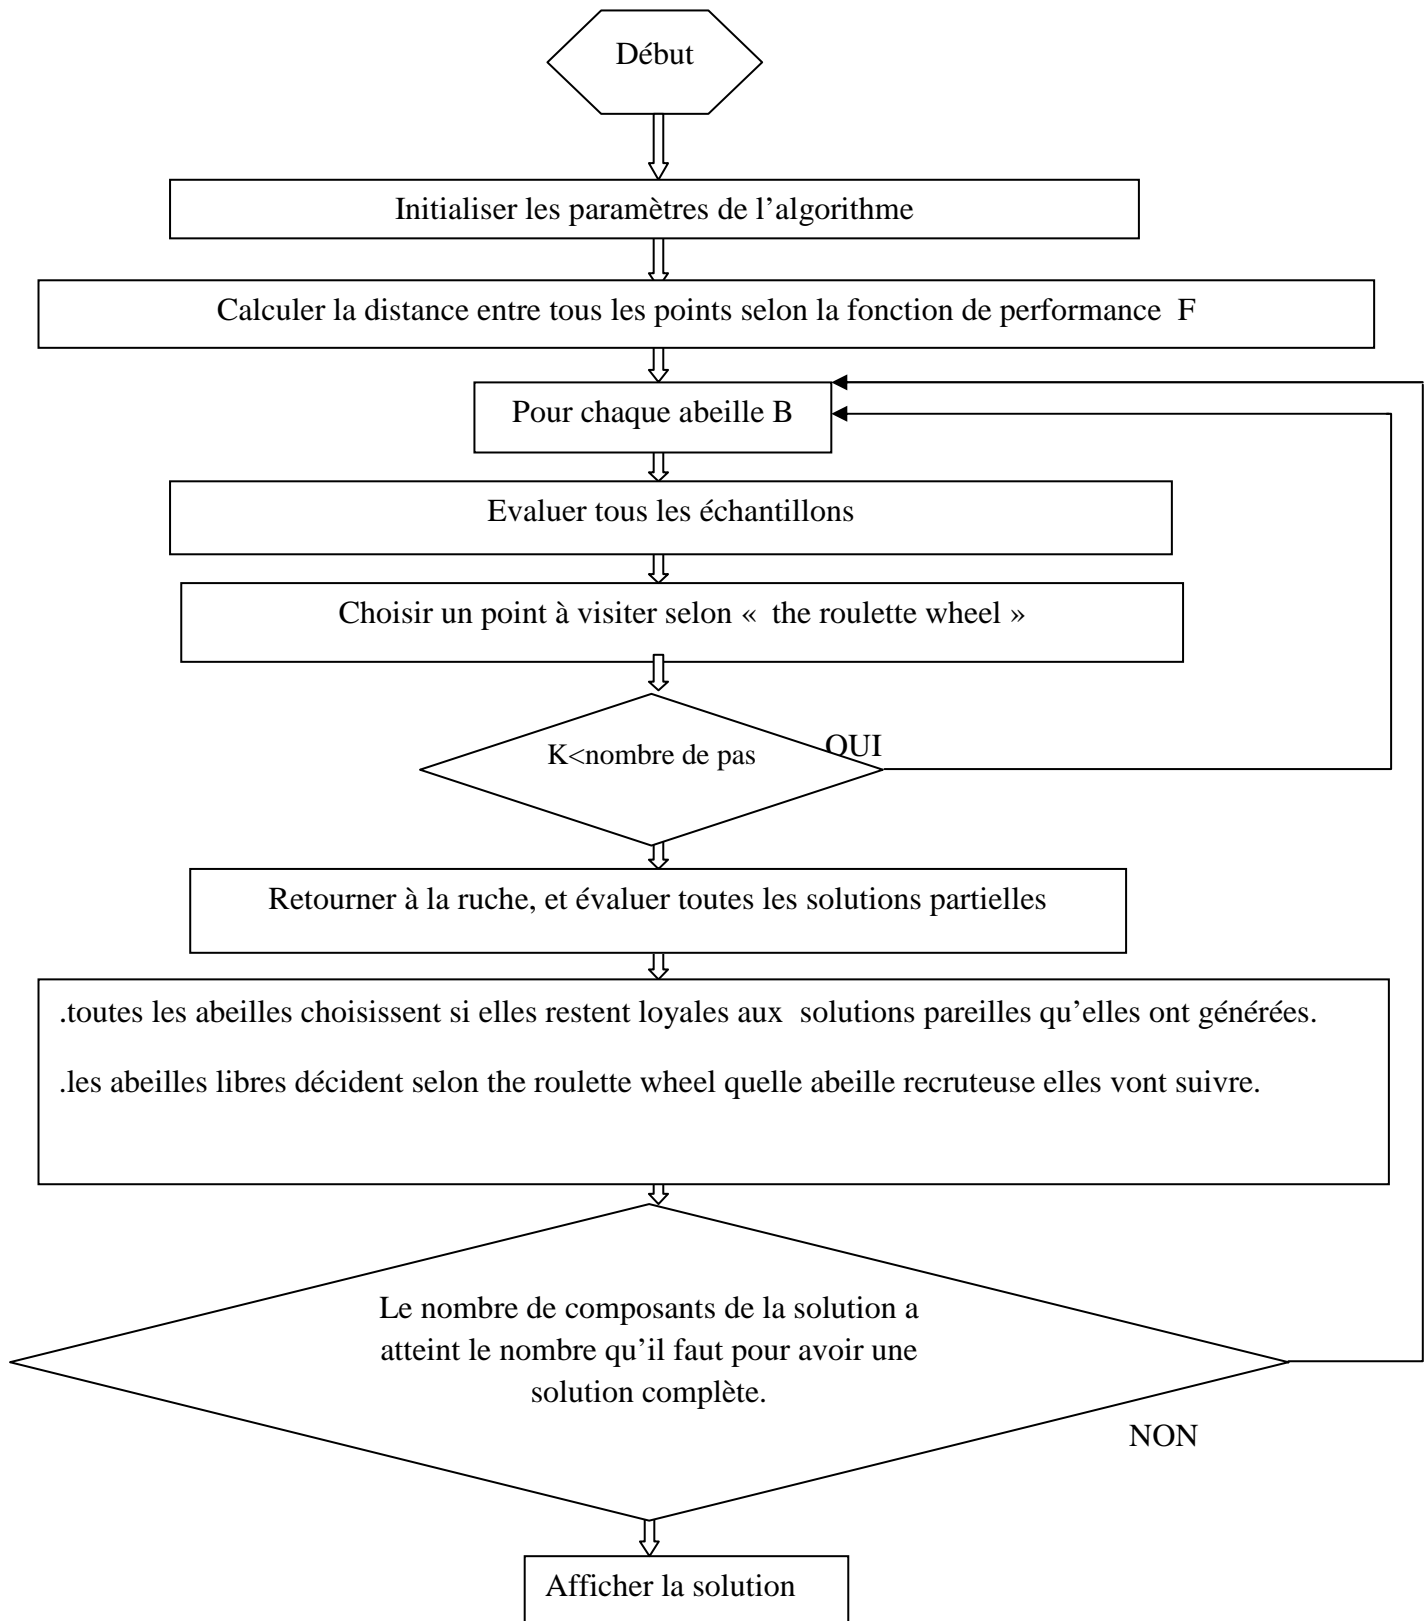 Début
Initialiser les paramètres de l’algorithme
Calculer la distance entre tous les points selon la fonction de performance F
Pour chaque abeille B
Evaluer tous les échantillons
Choisir un point à visiter selon « the roulette wheel »
K<nombre de pas
OUI
Retourner à la ruche, et évaluer toutes les solutions partielles
.toutes les abeilles choisissent si elles restent loyales aux solutions pareilles qu’elles ont générées.
.les abeilles libres décident selon the roulette wheel quelle abeille recruteuse elles vont suivre.
Le nombre de composants de la solution a
atteint le nombre qu’il faut pour avoir une
solution complète.
NON
Afficher la solution